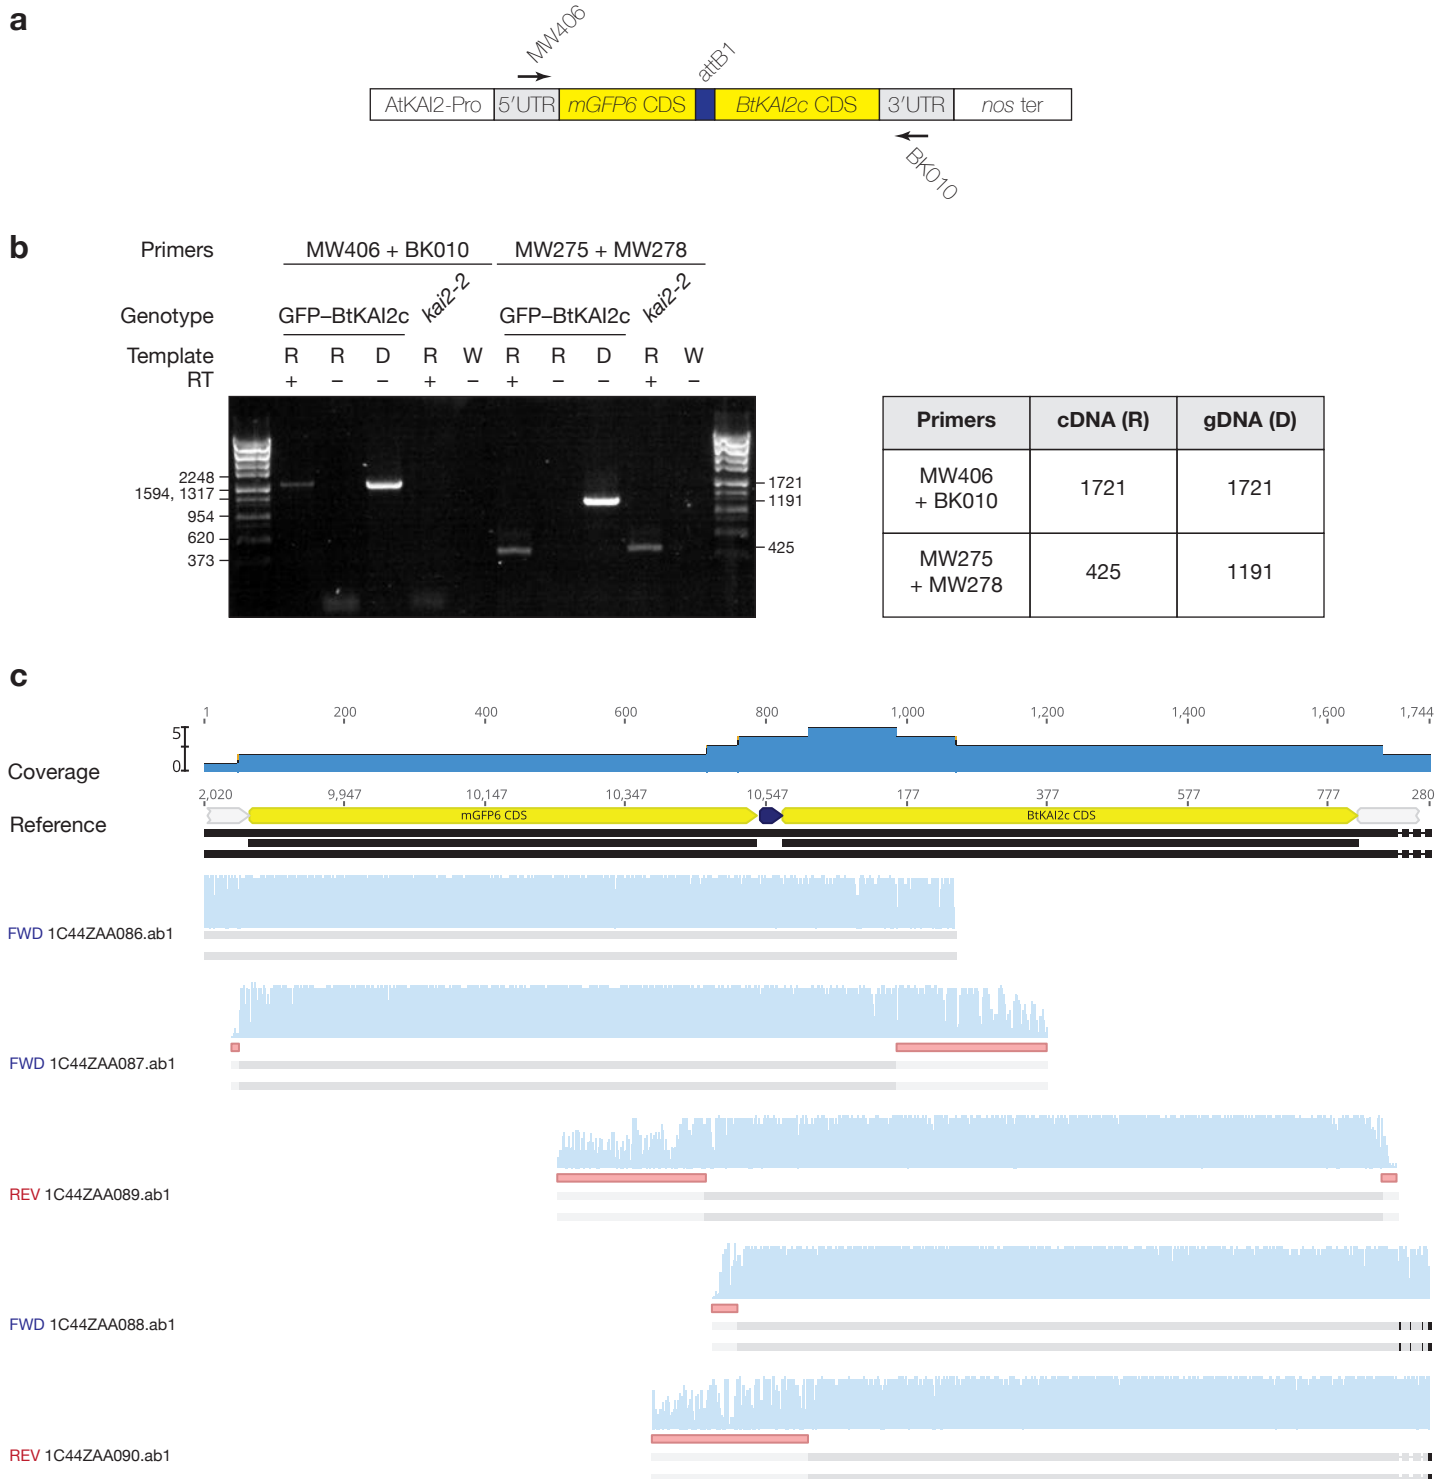 a
MW406
attB1
AtKAI2-Pro 5′UTR mGFP6 CDS BtKAI2c CDS 3′UTR nos ter
BK010
b
Primers MW406 + BK010 MW275 + MW278
Genotype GFP–BtKAI2c kai2-2 GFP–BtKAI2c kai2-2
Template R R D R W R R D R W
RT + – – + – + – – + –
2248
1594, 1317
954
620
373
1721
1191
425
Primers cDNA (R) gDNA (D)
MW406 + BK010 1721 1721
MW275 + MW278 425 1191
c
1 200 400 600 800 1,000 1,200 1,400 1,600 1,744
5
0
Coverage
2,020 9,947 10,147 10,347 10,547 177 377 577 777 280
Reference
mGFP6 CDS BtKAI2c CDS
FWD 1C44ZAA086.ab1
FWD 1C44ZAA087.ab1
REV 1C44ZAA089.ab1
FWD 1C44ZAA088.ab1
REV 1C44ZAA090.ab1